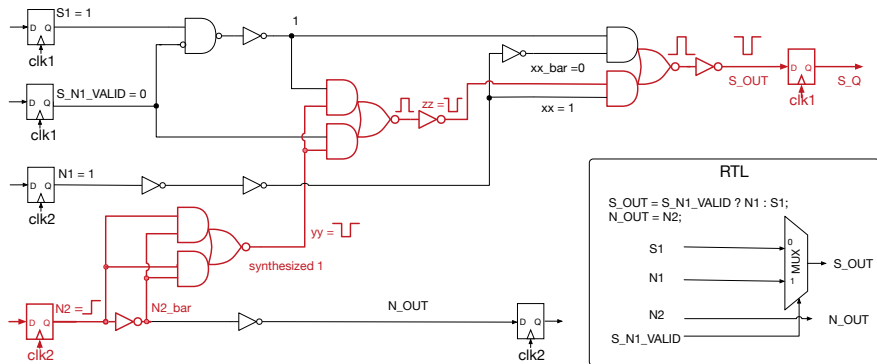 S1 = 1
D Q
clk1
1
xx_bar =0
xx = 1
S_OUT
D Q
clk1
S_Q
S_N1_VALID = 0
D Q
clk1
zz =
N1 = 1
D Q
clk2
yy =
synthesized 1
N2 =
D Q
clk2
N2_bar
N_OUT
D Q
clk2
RTL
S_OUT = S_N1_VALID ? N1 : S1;
N_OUT = N2;
S1
0
N1
1
MUX
S_OUT
N2
N_OUT
S_N1_VALID